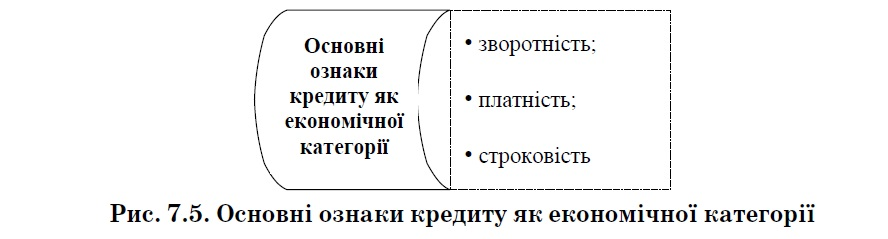 Основні
ознаки
кредиту як
економічної
категорії
• зворотність;
• платність;
• строковість
Рис. 7.5. Основні ознаки кредиту як економічної категорії